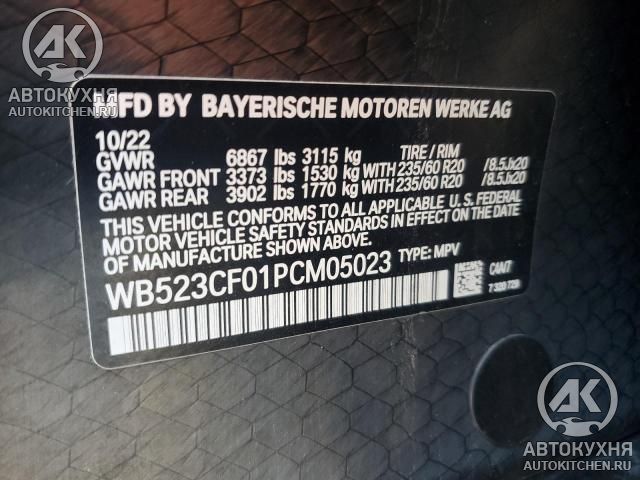 АК
АВТОКУХНЯ
AUTOKITCHEN.RU
MFD BY BAYERISCHE MOTOREN WERKE AG
10/22
GVWR 6867 lbs 3115 kg TIRE / RIM
GAWR FRONT 3373 lbs 1530 kg WITH 235/60 R20 /8.5Jx20
GAWR REAR 3902 lbs 1770 kg WITH 235/60 R20 /8.5Jx20
THIS VEHICLE CONFORMS TO ALL APPLICABLE U. S. FEDERAL
MOTOR VEHICLE SAFETY STANDARDS IN EFFECT ON THE DATE
OF MANUFACTURE SHOWN ABOVE.
WB523CF01PCM05023 TYPE: MPV
CANT
АК
АВТОКУХНЯ
AUTOKITCHEN.RU